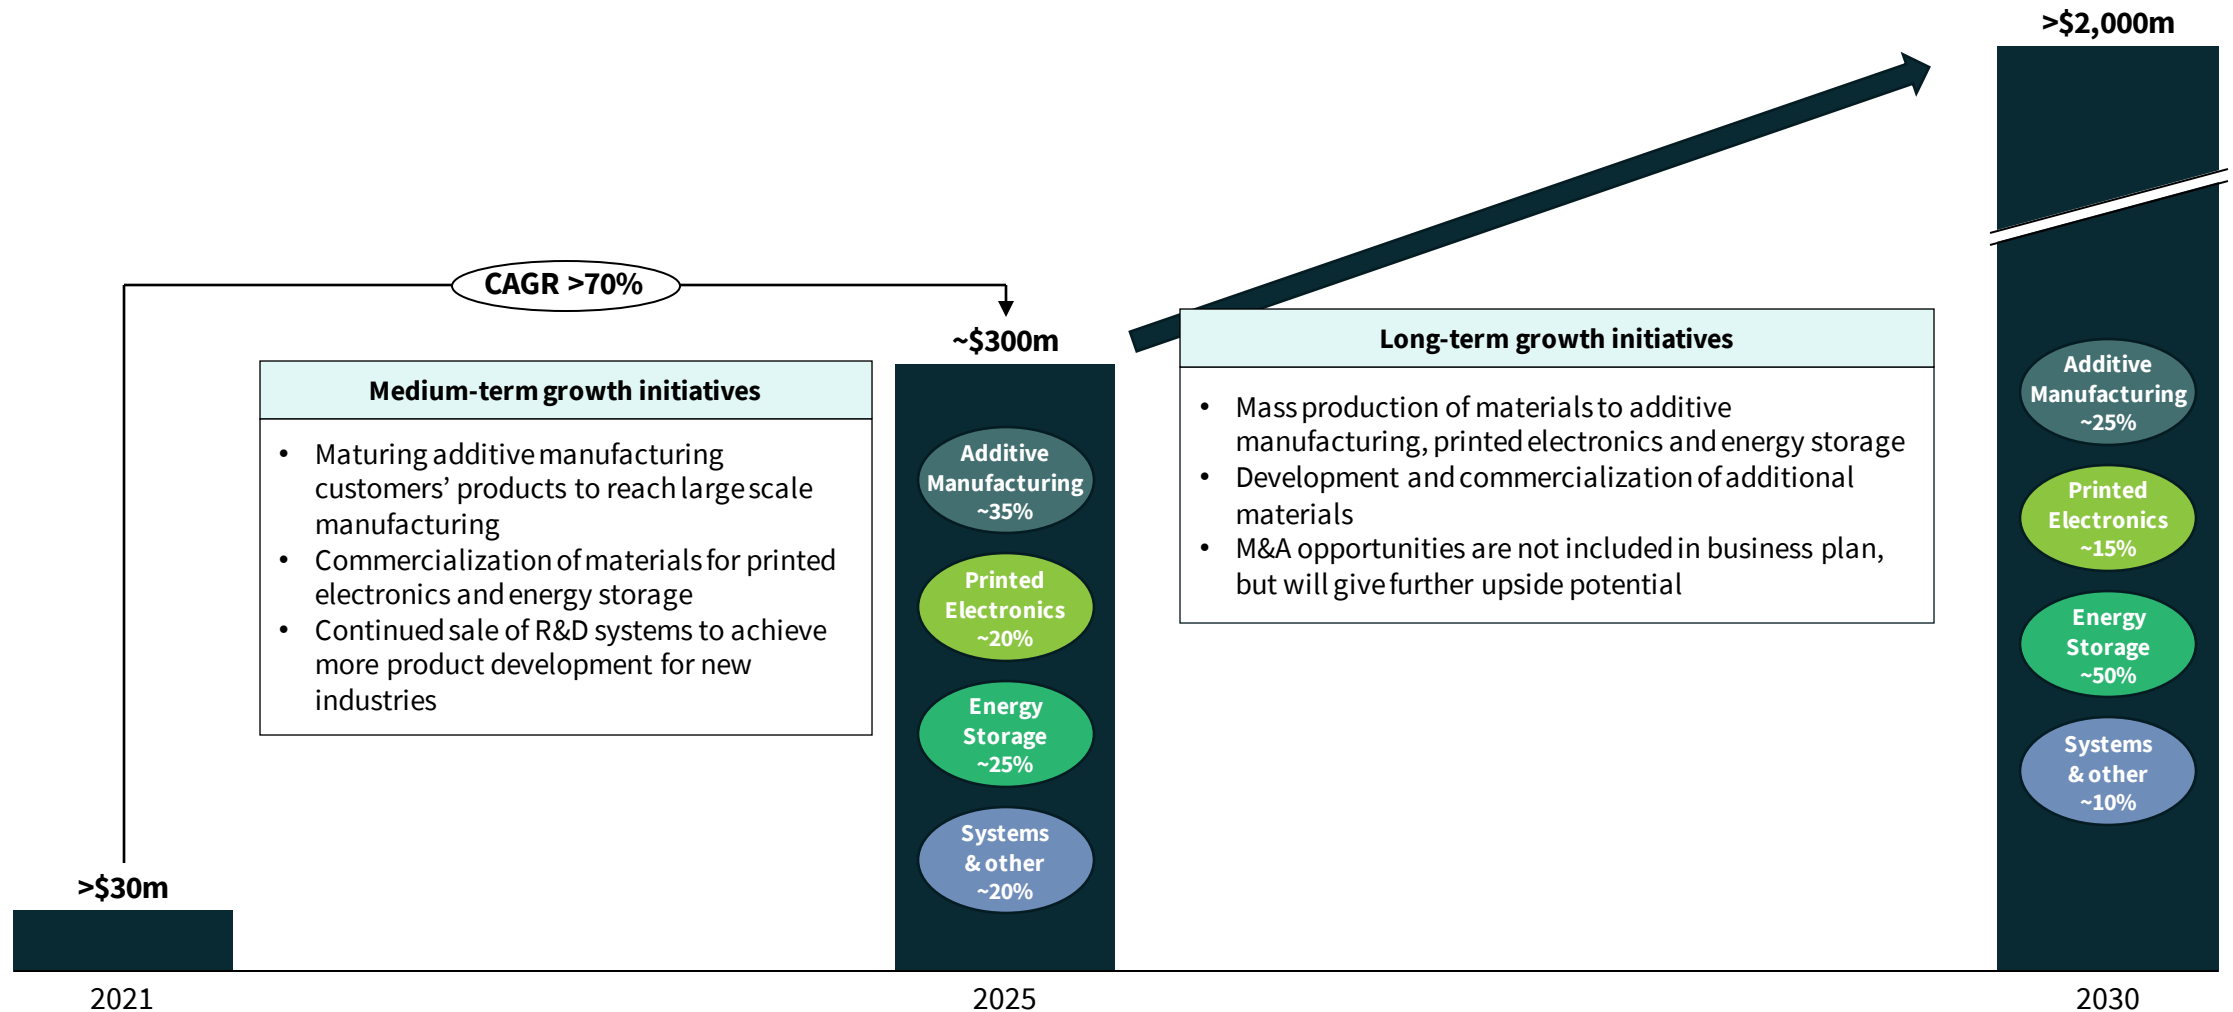 >$2,000m
CAGR >70%
~$300m
Medium-term growth initiatives
• Maturing additive manufacturing
customers’ products to reach large scale
manufacturing
• Commercialization of materials for printed
electronics and energy storage
• Continued sale of R&D systems to achieve
more product development for new
industries
Long-term growth initiatives
• Mass production of materials to additive
manufacturing, printed electronics and energy storage
• Development and commercialization of additional
materials
• M&A opportunities are not included in business plan,
but will give further upside potential
Additive
Manufacturing
~35%
Printed
Electronics
~20%
Energy
Storage
~25%
Systems
& other
~20%
Additive
Manufacturing
~25%
Printed
Electronics
~15%
Energy
Storage
~50%
Systems
& other
~10%
>$30m
2021
2025
2030